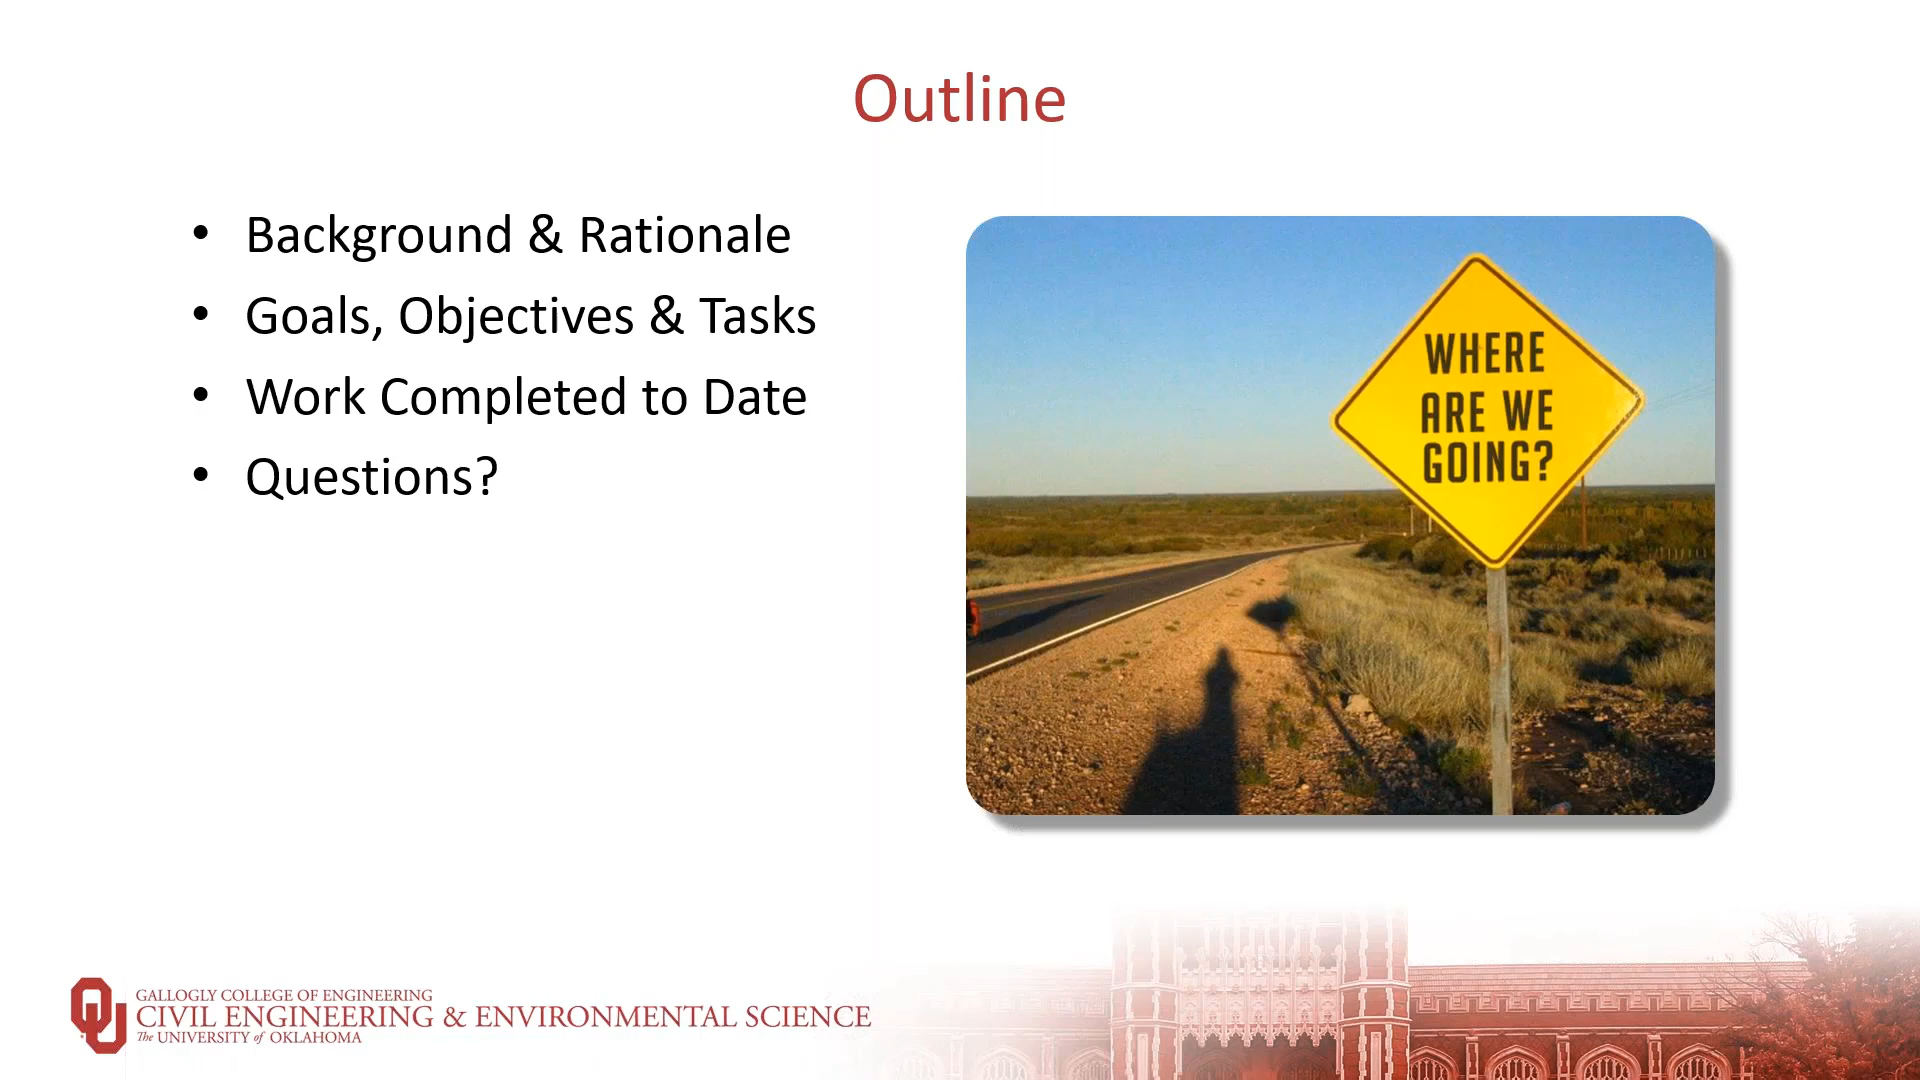 Outline
• Background & Rationale
• Goals, Objectives & Tasks
• Work Completed to Date
• Questions?
WHERE
ARE WE
GOING?
GALLOGLY COLLEGE OF ENGINEERING
CIVIL ENGINEERING & ENVIRONMENTAL SCIENCE
The UNIVERSITY of OKLAHOMA